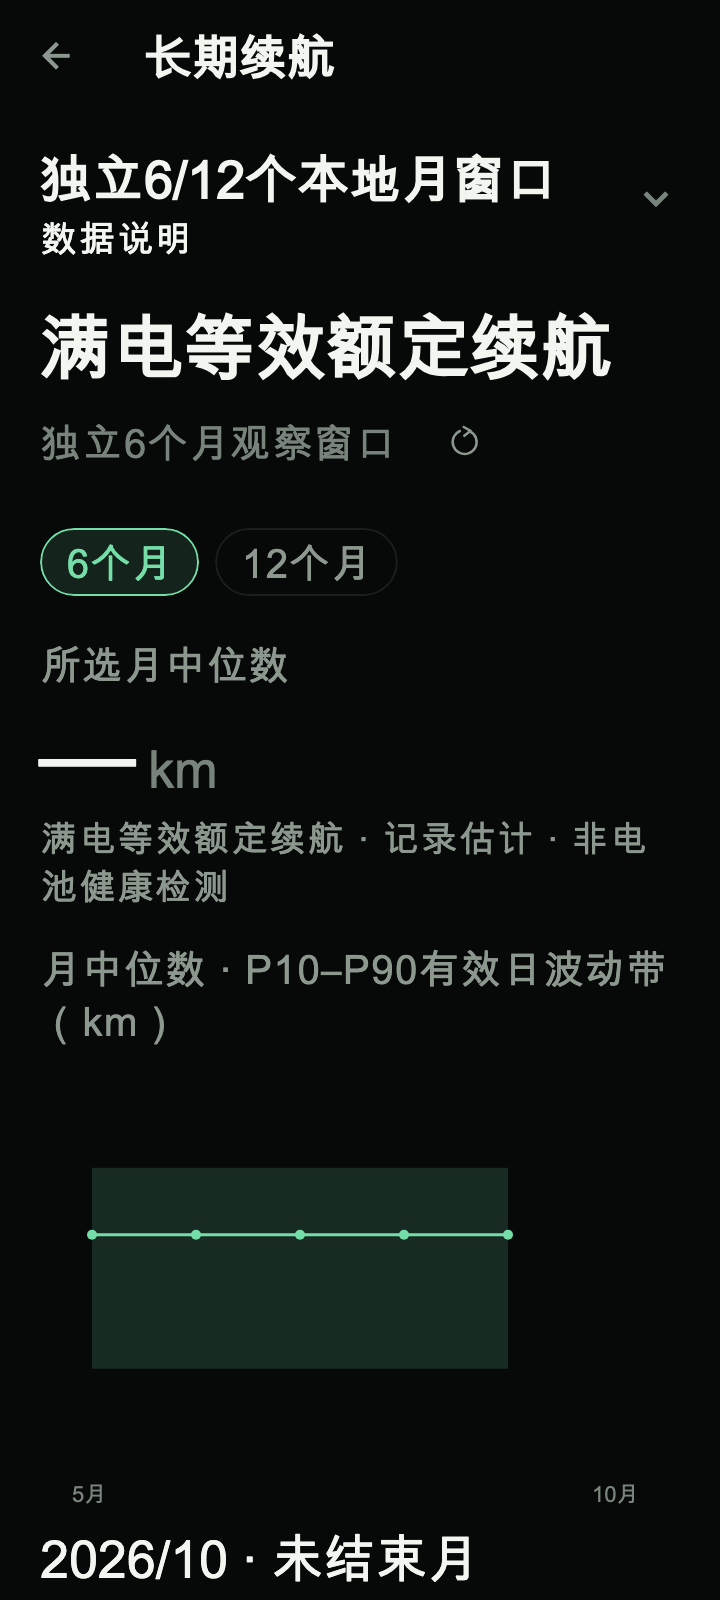 长期续航
独立6/12个本地月窗口
数据说明
满电等效额定续航
独立6个月观察窗口
6个月 12个月
所选月中位数
— km
满电等效额定续航 · 记录估计 · 非电
池健康检测
月中位数 · P10–P90有效日波动带
（km）
5月 10月
2026/10 · 未结束月